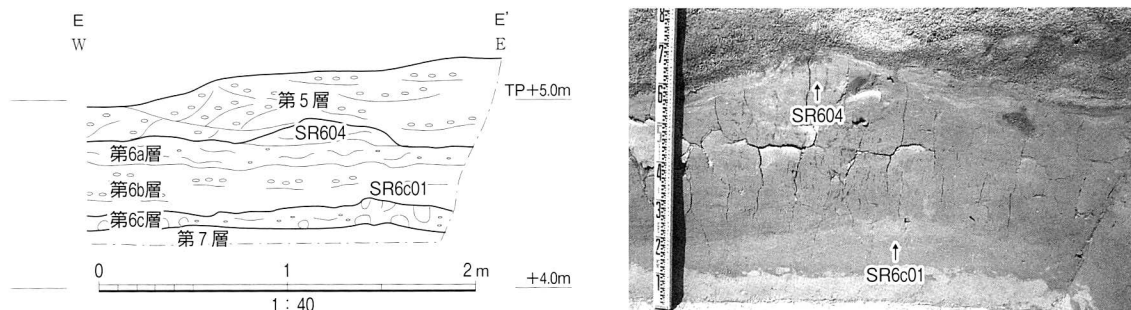 E
W
E'
E
TP+5.0m
第5層
SR604
第6a層
第6b層
SR6c01
第6c層
第7層
0 1 2 m
+4.0m
1:40
SR604
SR6c01